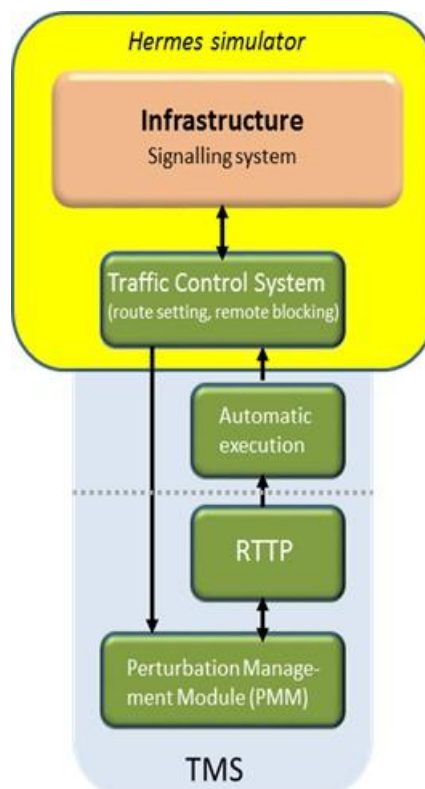 Hermes simulator
Infrastructure
Signalling system
Traffic Control System
(route setting, remote blocking)
Automatic
execution
RTTP
Perturbation Manage-
ment Module (PMM)
TMS